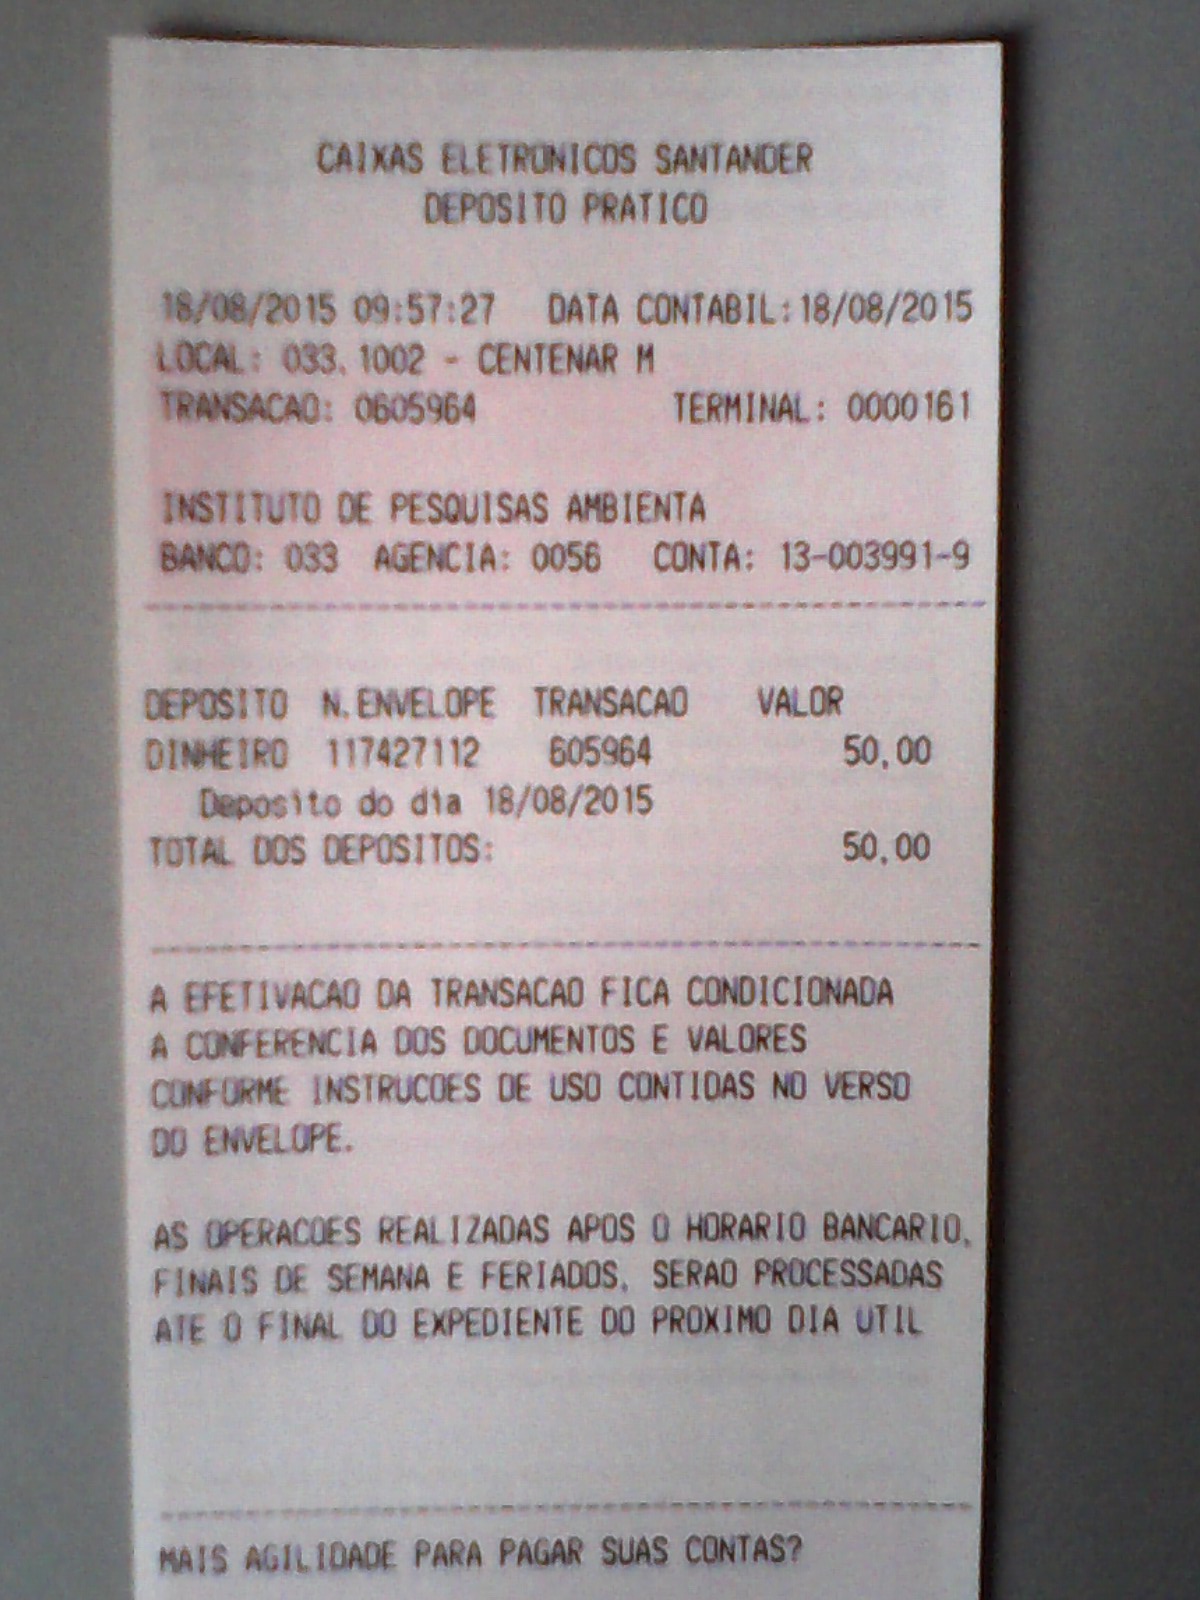 CAIXAS ELETRONICOS SANTANDER
DEPOSITO PRATICO
18/08/2015 09:57:27 DATA CONTABIL:18/08/2015
LOCAL: 033.1002 - CENTENAR M
TRANSACAO: 0605964 TERMINAL: 0000161
INSTITUTO DE PESQUISAS AMBIENTA
BANCO: 033 AGENCIA: 0056 CONTA: 13-003991-9
DEPOSITO N.ENVELOPE TRANSACAO VALOR
DINHEIRO 117427112 605964 50,00
Deposito do dia 18/08/2015
TOTAL DOS DEPOSITOS: 50,00
A EFETIVACAO DA TRANSACAO FICA CONDICIONADA
A CONFERENCIA DOS DOCUMENTOS E VALORES
CONFORME INSTRUCOES DE USO CONTIDAS NO VERSO
DO ENVELOPE.
AS OPERACOES REALIZADAS APOS O HORARIO BANCARIO,
FINAIS DE SEMANA E FERIADOS, SERAO PROCESSADAS
ATE O FINAL DO EXPEDIENTE DO PROXIMO DIA UTIL
MAIS AGILIDADE PARA PAGAR SUAS CONTAS?